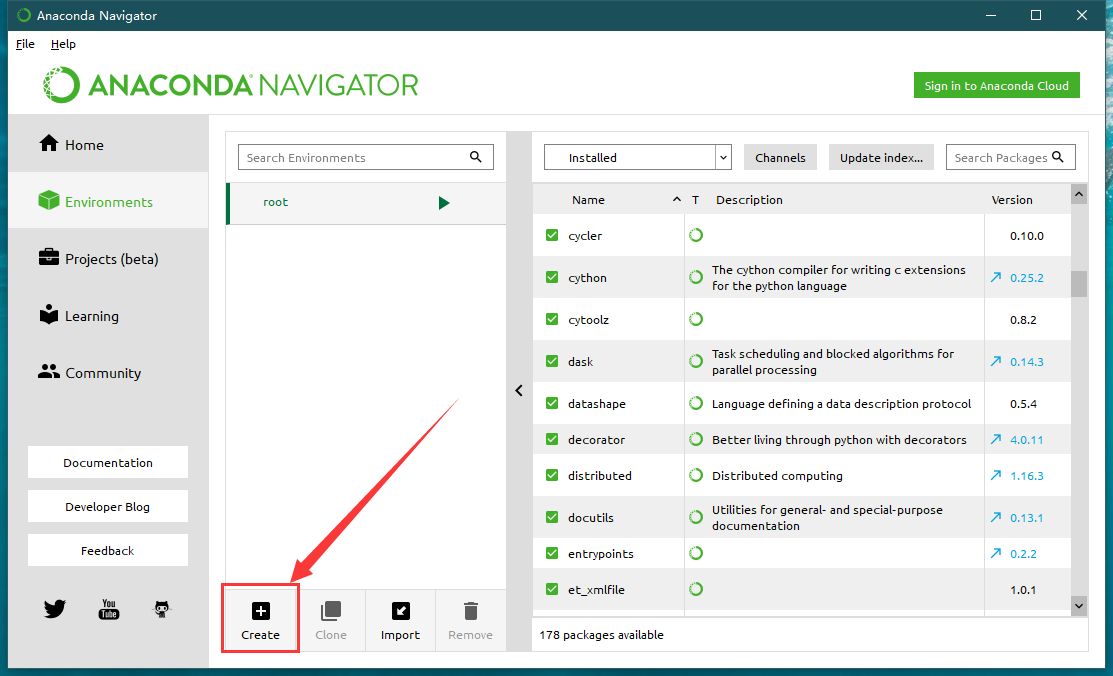 Anaconda Navigator
File Help
ANACONDA NAVIGATOR
Sign in to Anaconda Cloud
Home
Environments
Projects (beta)
Learning
Community
Documentation
Developer Blog
Feedback
You
Tube
Search Environments
root
Create
Clone
Import
Remove
Installed
Channels
Update index...
Search Packages
Name T Description Version
cycler 0.10.0
cython The cython compiler for writing c extensions
for the python language 0.25.2
cytoolz 0.8.2
dask Task scheduling and blocked algorithms for
parallel processing 0.14.3
datashape Language defining a data description protocol 0.5.4
decorator Better living through python with decorators 4.0.11
distributed Distributed computing 1.16.3
docutils Utilities for general- and special-purpose
documentation 0.13.1
entrypoints 0.2.2
et_xmlfile 1.0.1
178 packages available